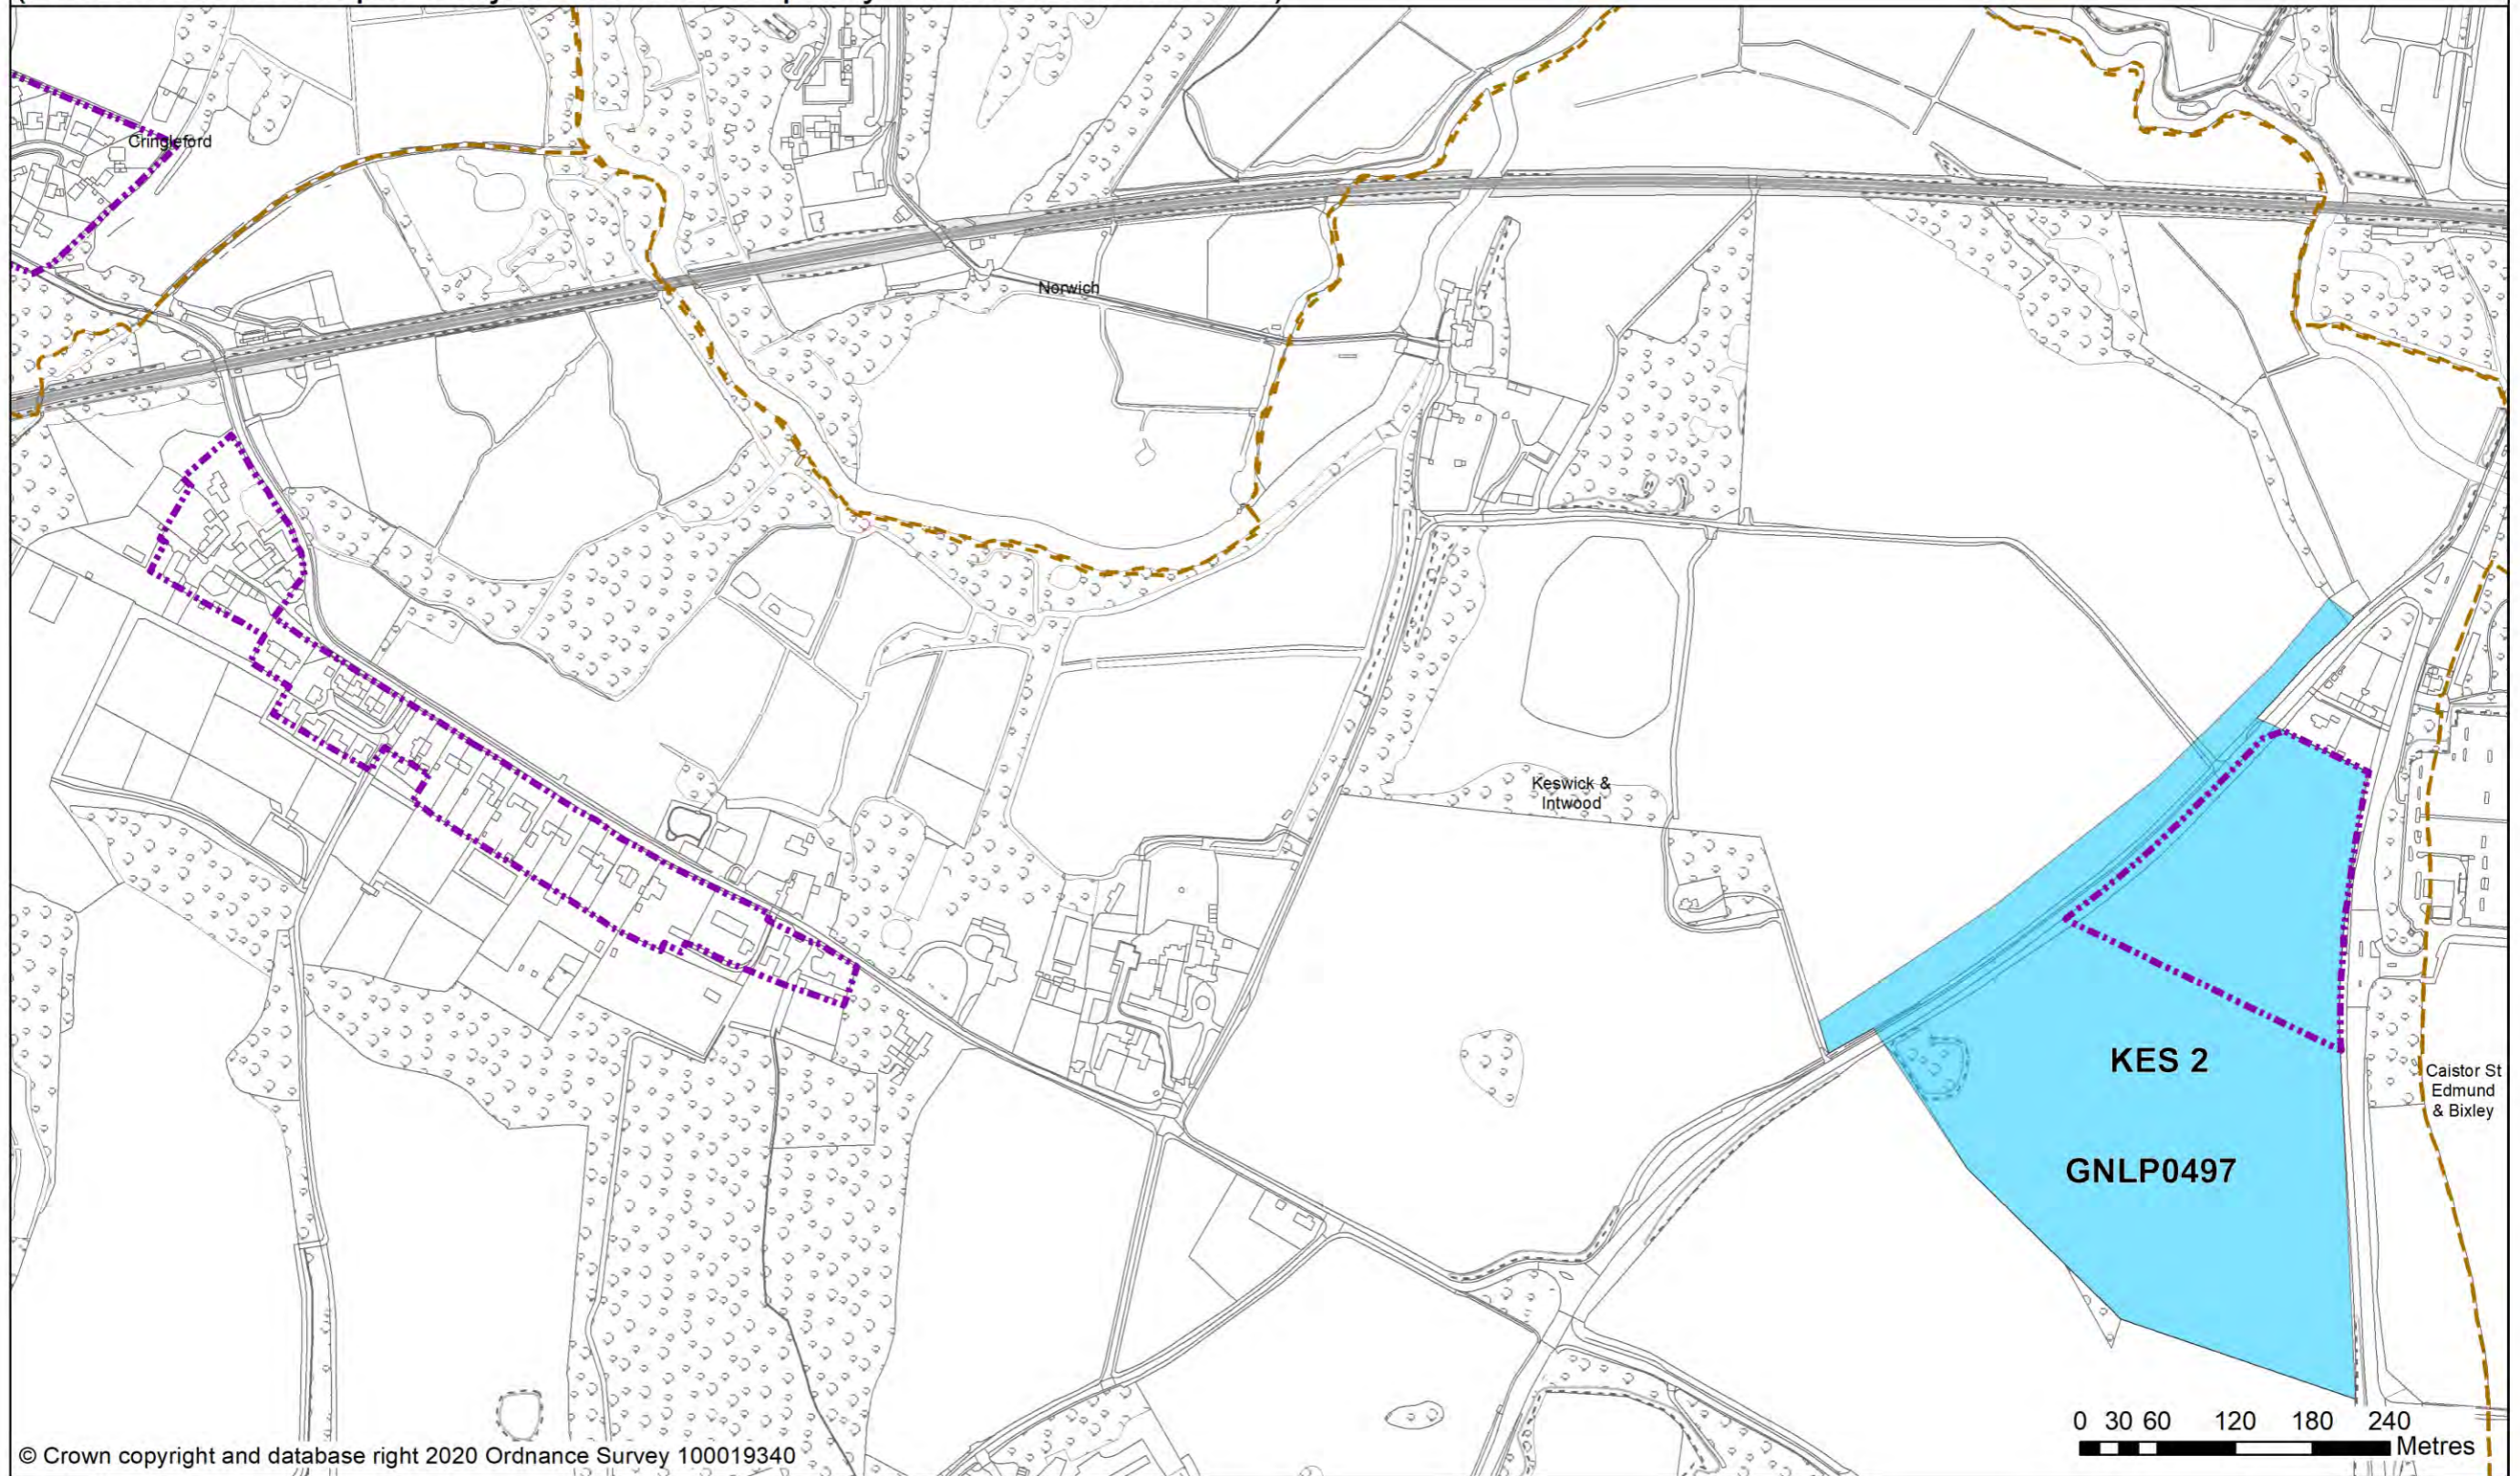 Cringleford
Norwich
Keswick &
Intwood
KES 2
GNLP0497
Caistor St
Edmund
& Bixley
0 30 60 120 180 240
Metres
© Crown copyright and database right 2020 Ordnance Survey 100019340